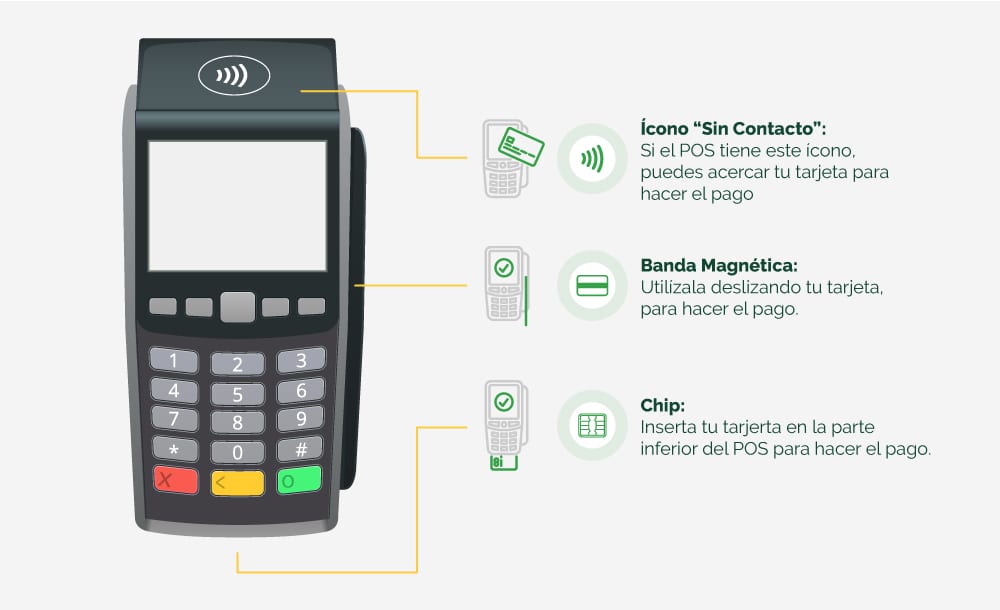 Ícono “Sin Contacto”:
Si el POS tiene este ícono,
puedes acercar tu tarjeta para
hacer el pago
Banda Magnética:
Utilízala deslizando tu tarjeta,
para hacer el pago.
1 2 3
4 5 6
7 8 9
* 0 #
X < O
Chip:
Inserta tu tarjerta en la parte
inferior del POS para hacer el pago.
Bi